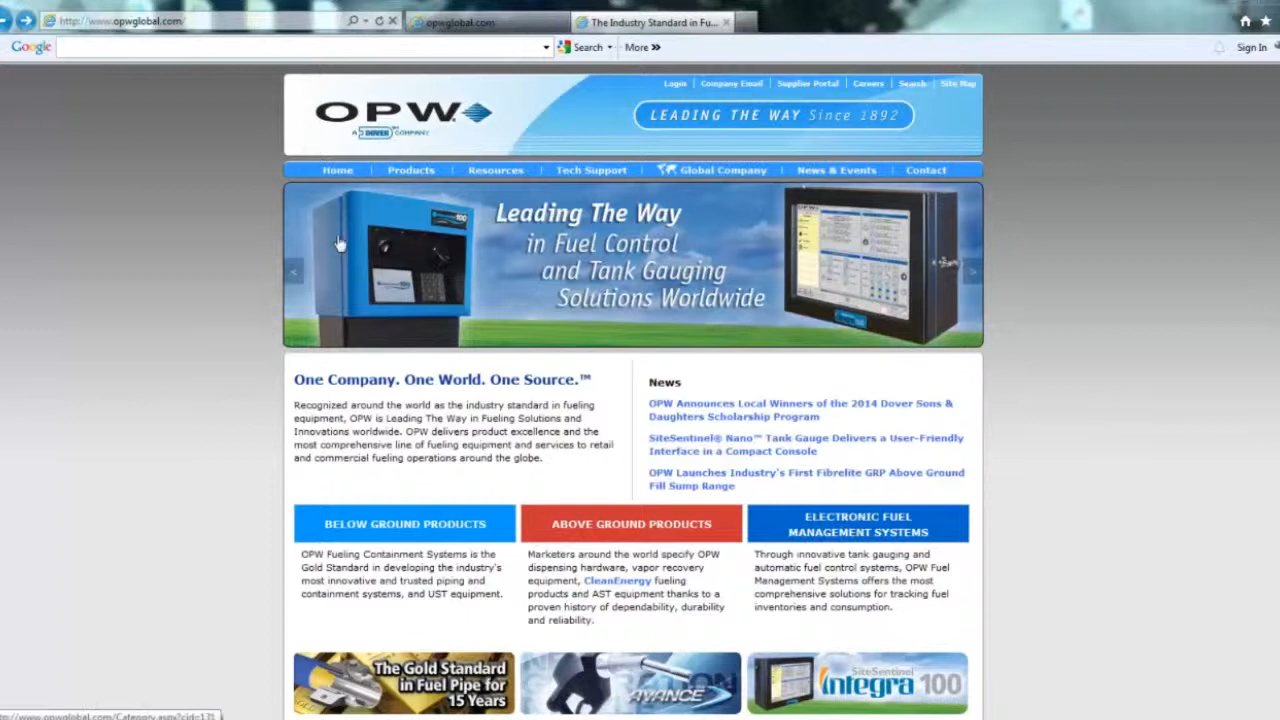 http://www.opwglobal.com/
opwglobal.com
The Industry Standard in Fu...
Google
Search
More »
Sign In
Login
Company Email
Supplier Portal
Careers
Search
Site Map
OPW
A DOVER COMPANY
LEADING THE WAY Since 1892
Home
Products
Resources
Tech Support
Global Company
News & Events
Contact
Leading The Way
in Fuel Control
and Tank Gauging
Solutions Worldwide
One Company. One World. One Source.™
Recognized around the world as the industry standard in fueling
equipment, OPW is Leading The Way in Fueling Solutions and
Innovations worldwide. OPW delivers product excellence and the
most comprehensive line of fueling equipment and services to retail
and commercial fueling operations around the globe.
News
OPW Announces Local Winners of the 2014 Dover Sons &
Daughters Scholarship Program
SiteSentinel® Nano™ Tank Gauge Delivers a User-Friendly
Interface in a Compact Console
OPW Launches Industry's First Fibrelite GRP Above Ground
Fill Sump Range
BELOW GROUND PRODUCTS
OPW Fueling Containment Systems is the
Gold Standard in developing the industry's
most innovative and trusted piping and
containment systems, and UST equipment.
ABOVE GROUND PRODUCTS
Marketers around the world specify OPW
dispensing hardware, vapor recovery
equipment, CleanEnergy fueling
products and AST equipment thanks to a
proven history of dependability, durability
and reliability.
ELECTRONIC FUEL
MANAGEMENT SYSTEMS
Through innovative tank gauging and
automatic fuel control systems, OPW Fuel
Management Systems offers the most
comprehensive solutions for tracking fuel
inventories and consumption.
The Gold Standard
in Fuel Pipe for
15 Years
AVANCE
SiteSentinel
integra 100
http://www.opwglobal.com/Category.aspx?cid=131